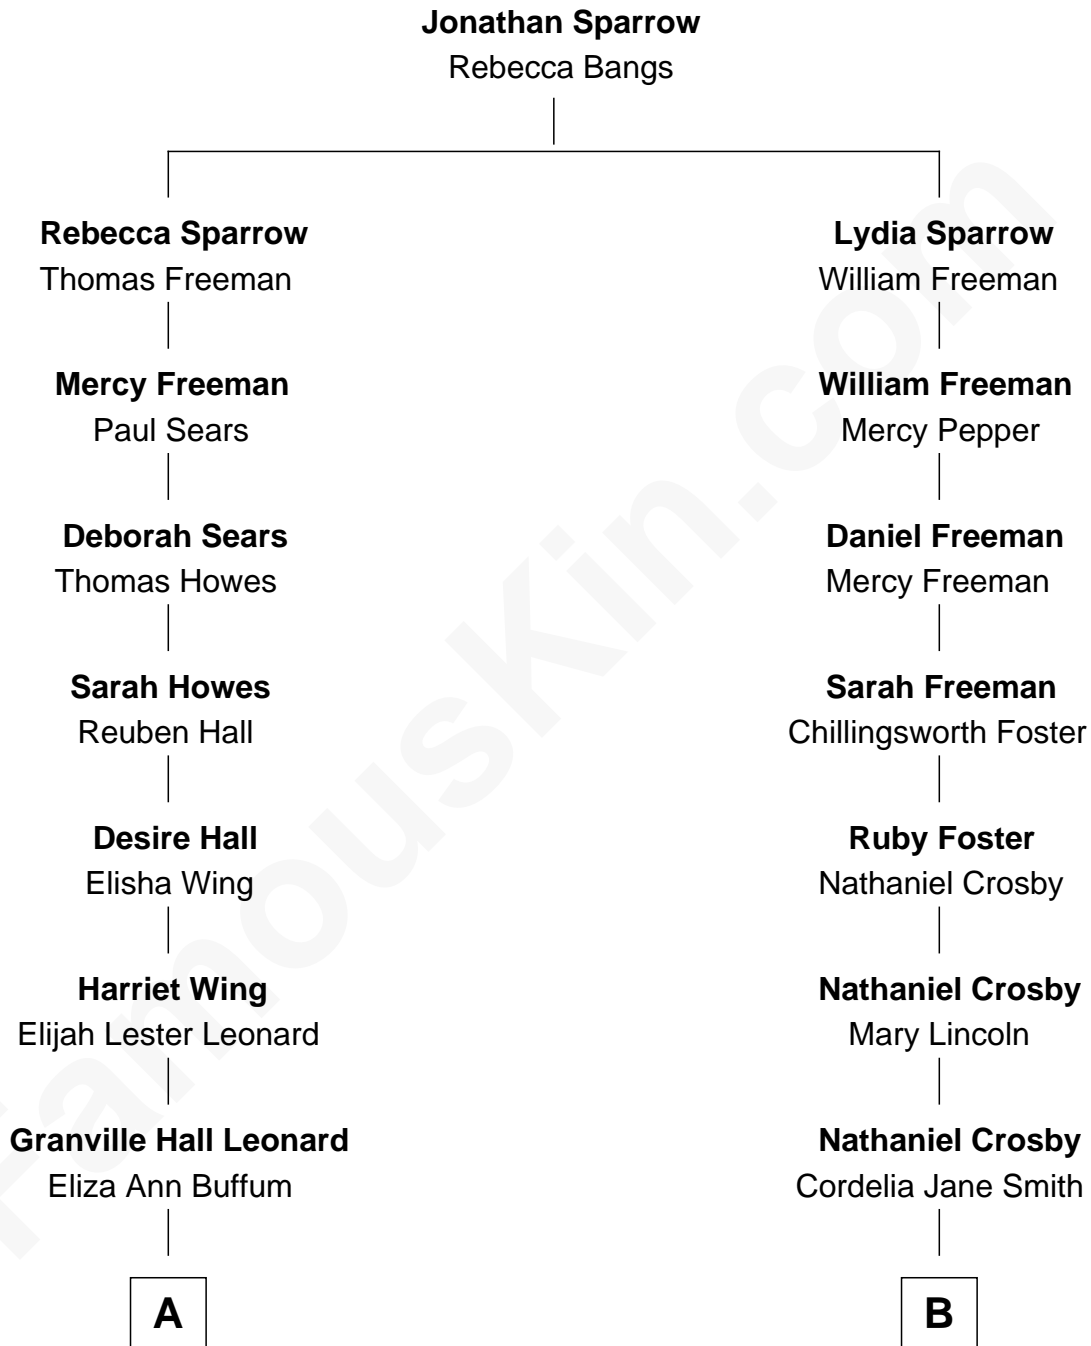 Jonathan Sparrow
Rebecca Bangs
Rebecca Sparrow
Thomas Freeman
Mercy Freeman
Paul Sears
Deborah Sears
Thomas Howes
Sarah Howes
Reuben Hall
Desire Hall
Elisha Wing
Harriet Wing
Elijah Lester Leonard
Granville Hall Leonard
Eliza Ann Buffum
A
Lydia Sparrow
William Freeman
William Freeman
Mercy Pepper
Daniel Freeman
Mercy Freeman
Sarah Freeman
Chillingsworth Foster
Ruby Foster
Nathaniel Crosby
Nathaniel Crosby
Mary Lincoln
Nathaniel Crosby
Cordelia Jane Smith
B
FamousKin.com